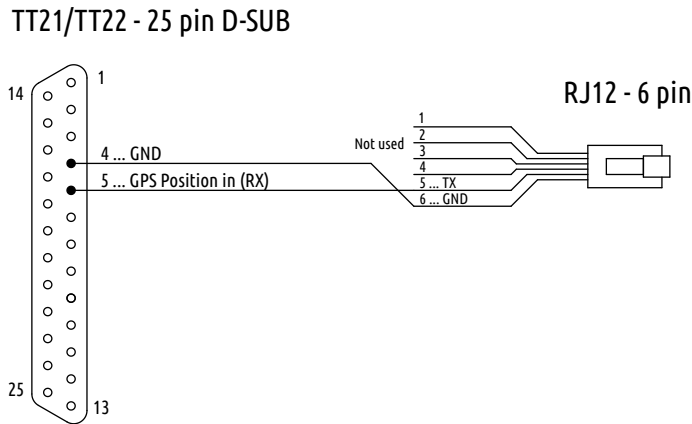 TT21/TT22 - 25 pin D-SUB
RJ12 - 6 pin
1
14
4 ... GND
5 ... GPS Position in (RX)
25
13
Not used
1
2
3
4
5 ... TX
6 ... GND